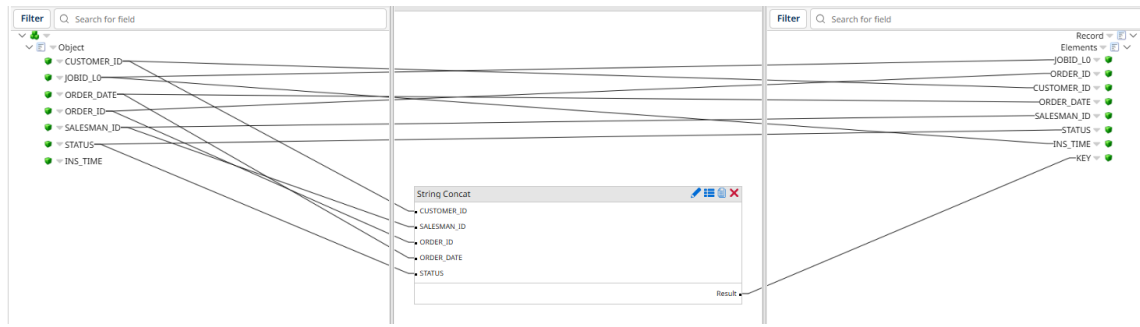 Filter
Search for field
Object
CUSTOMER_ID
JOBID_L0
ORDER_DATE
ORDER_ID
SALESMAN_ID
STATUS
INS_TIME
String Concat
CUSTOMER_ID
SALESMAN_ID
ORDER_ID
ORDER_DATE
STATUS
Result
Filter
Search for field
Record
Elements
JOBID_L0
ORDER_ID
CUSTOMER_ID
ORDER_DATE
SALESMAN_ID
STATUS
INS_TIME
KEY